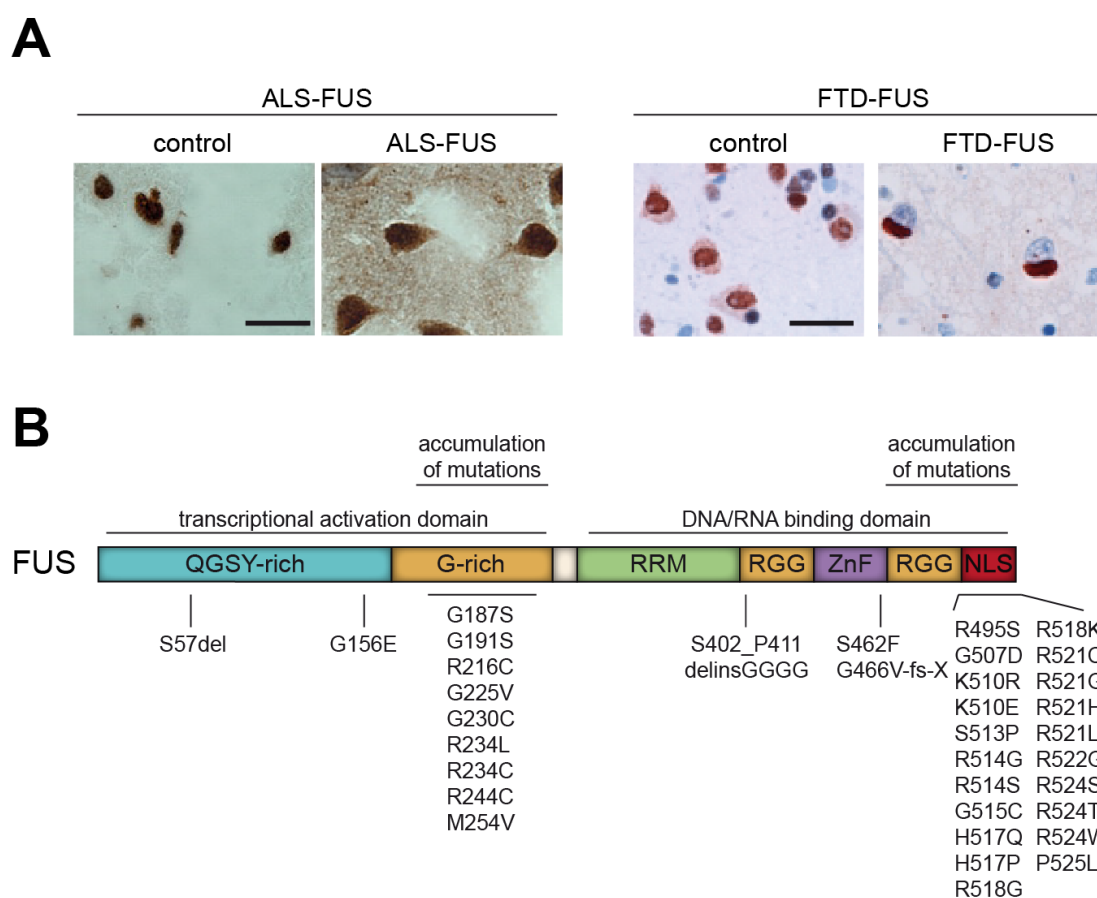 A
ALS-FUS
FTD-FUS
control
ALS-FUS
control
FTD-FUS
B
accumulation
of mutations
accumulation
of mutations
transcriptional activation domain
DNA/RNA binding domain
FUS
QGSY-rich
G-rich
RRM
RGG
ZnF
RGG
NLS
S57del
G156E
G187S
G191S
R216C
G225V
G230C
R234L
R234C
R244C
M254V
S402_P411
delinsGGGG
S462F
G466V-fs-X
R495S
G507D
K510R
K510E
S513P
R514G
R514S
G515C
H517Q
H517P
R518G
R518K
R521C
R521G
R521H
R521L
R522G
R524S
R524T
R524W
P525L